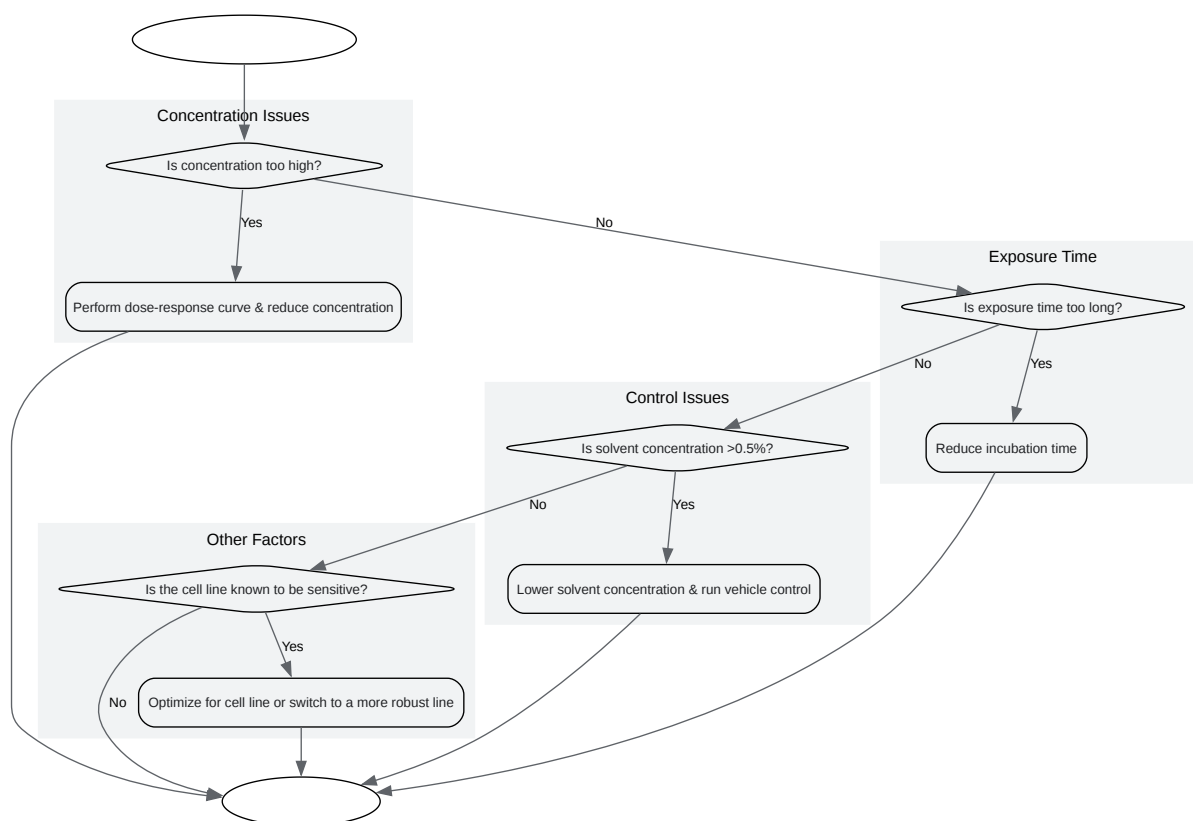 Concentration Issues
Is concentration too high?
Yes
No
Perform dose-response curve & reduce concentration
Exposure Time
Is exposure time too long?
No
Yes
Reduce incubation time
Control Issues
Is solvent concentration >0.5%?
No
Yes
Lower solvent concentration & run vehicle control
Other Factors
Is the cell line known to be sensitive?
Yes
No
Optimize for cell line or switch to a more robust line